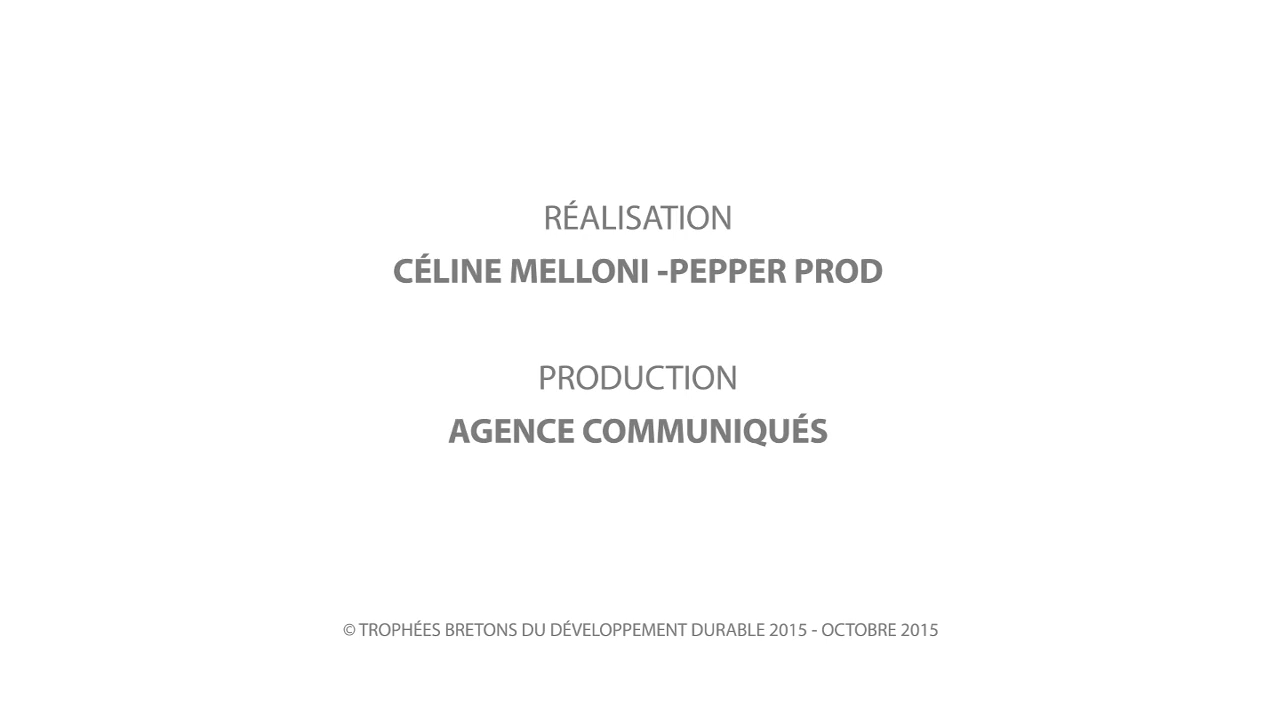 RÉALISATION
CÉLINE MELLONI -PEPPER PROD
PRODUCTION
AGENCE COMMUNIQUÉS
© TROPHÉES BRETONS DU DÉVELOPPEMENT DURABLE 2015 - OCTOBRE 2015